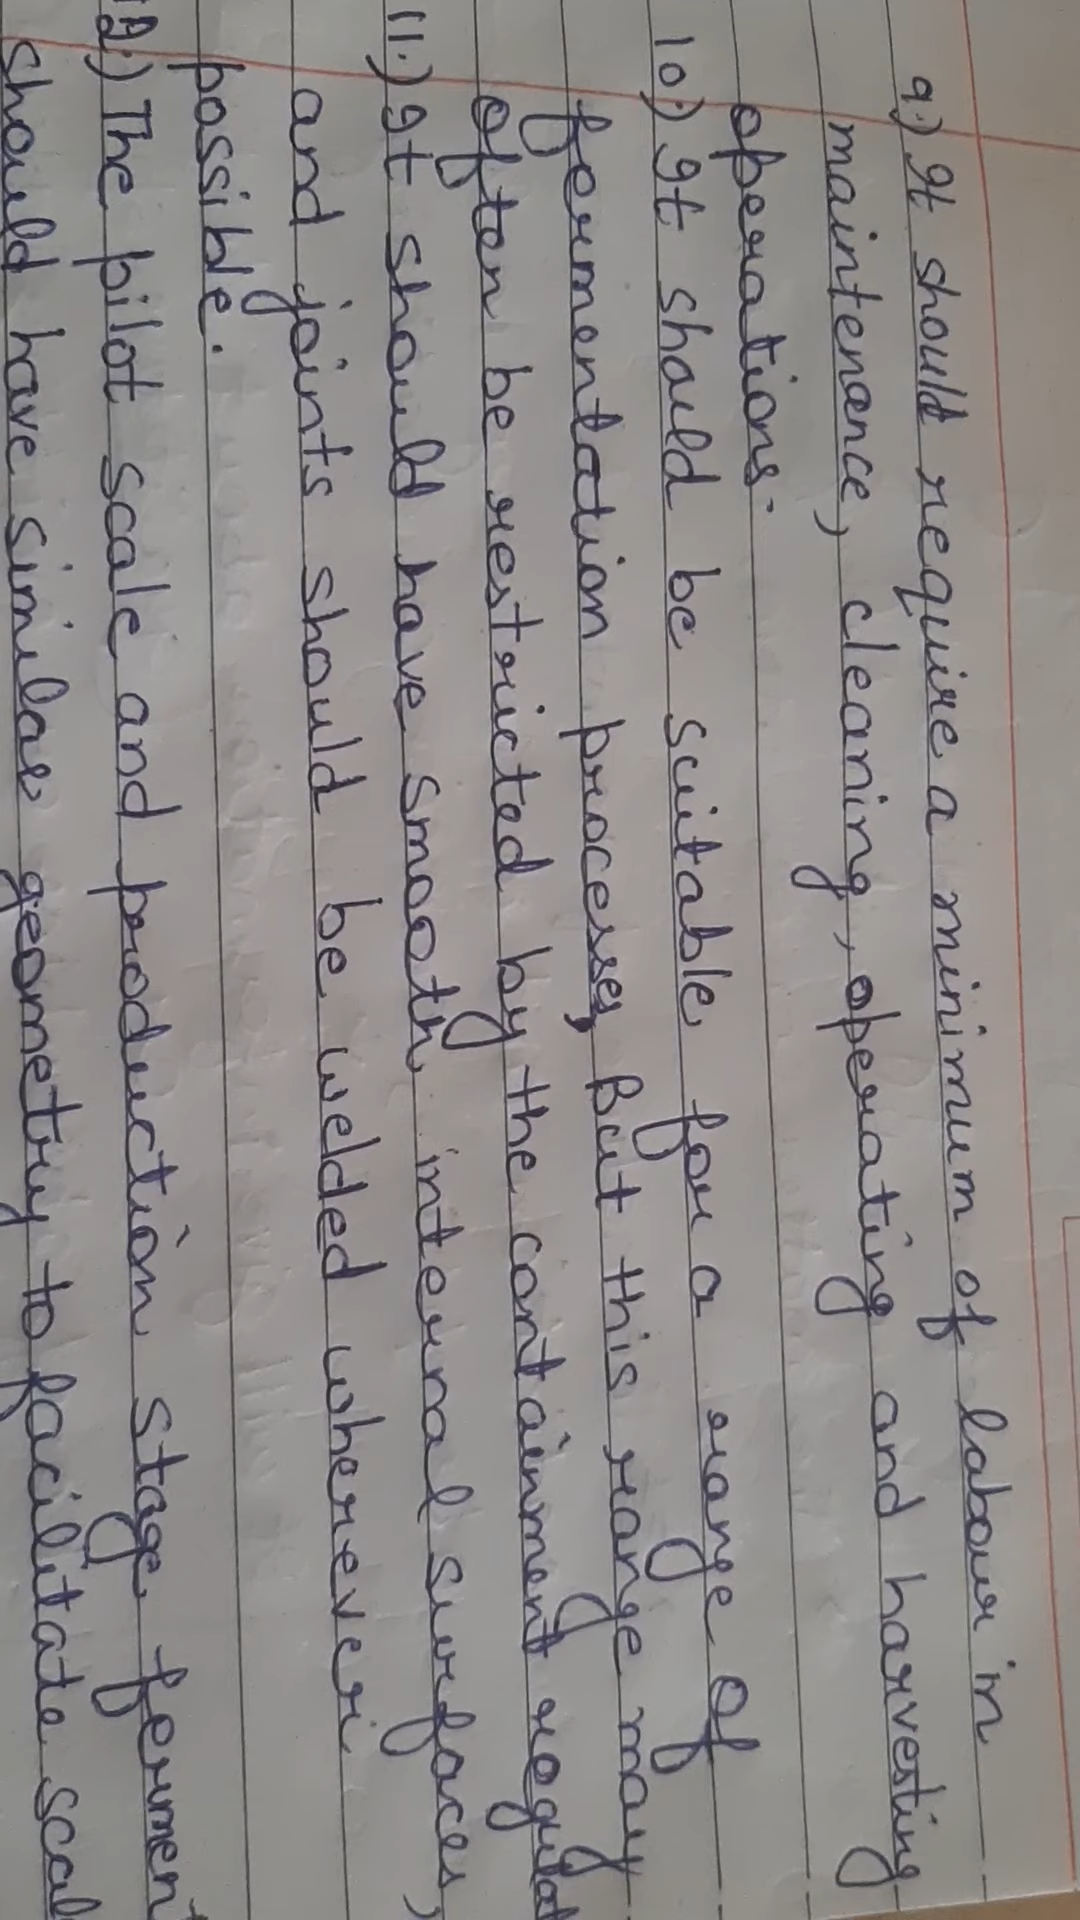 9.) It should require a minimum of labour in
maintenence, cleaning, operating and harvesting
operations.
10.) It should be suitable for a range of
fermentation processes, But this range may
often be restricted by the containment regulat
11.) It should have smooth internal surfaces,
and joints should be welded wherever
possible.
12.) The pilot scale and production stage ferment
should have similar geometry to facilitate scal